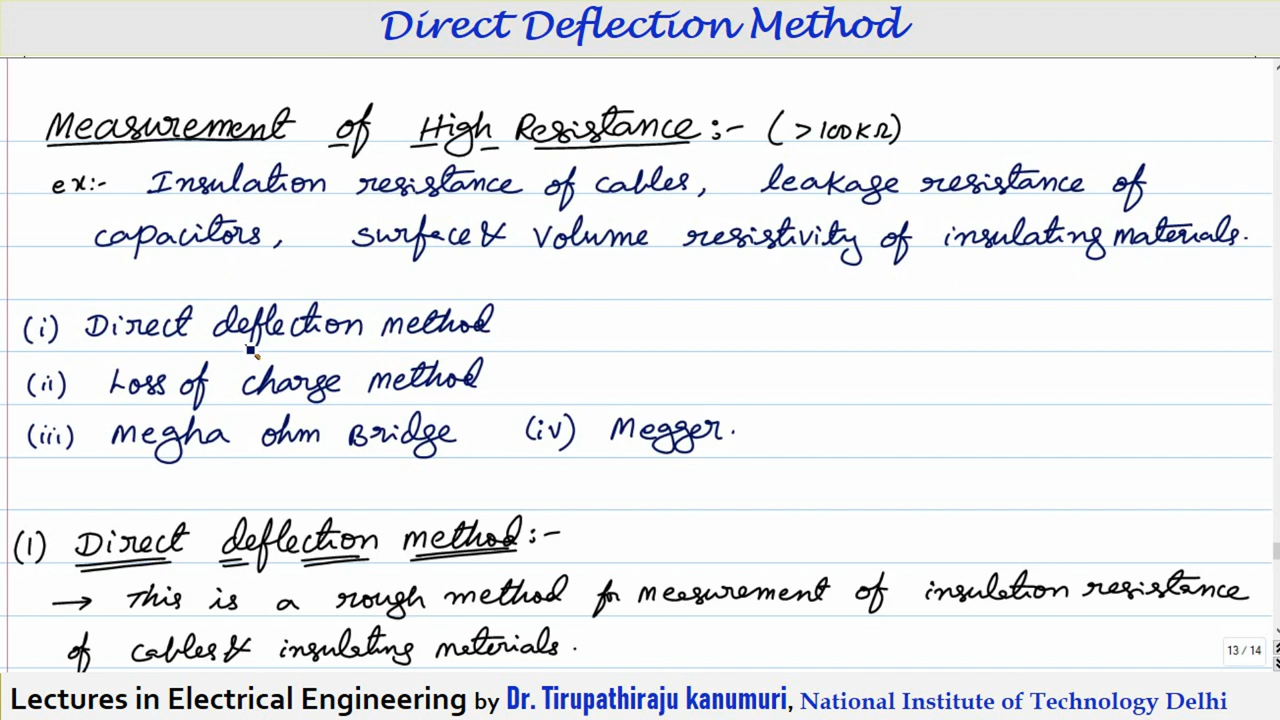 Direct Deflection Method
Measurement of High Resistance:- (>100KΩ)
ex:- Insulation resistance of cables, leakage resistance of
capacitors, surface & volume resistivity of insulating materials.
(i) Direct deflection method
(ii) Loss of charge method
(iii) Megha ohm Bridge (iv) Megger.
(1) Direct deflection method:-
→ This is a rough method for measurement of insulation resistance
of cables & insulating meterials.
13 / 14
Lectures in Electrical Engineering by Dr. Tirupathiraju kanumuri, National Institute of Technology Delhi